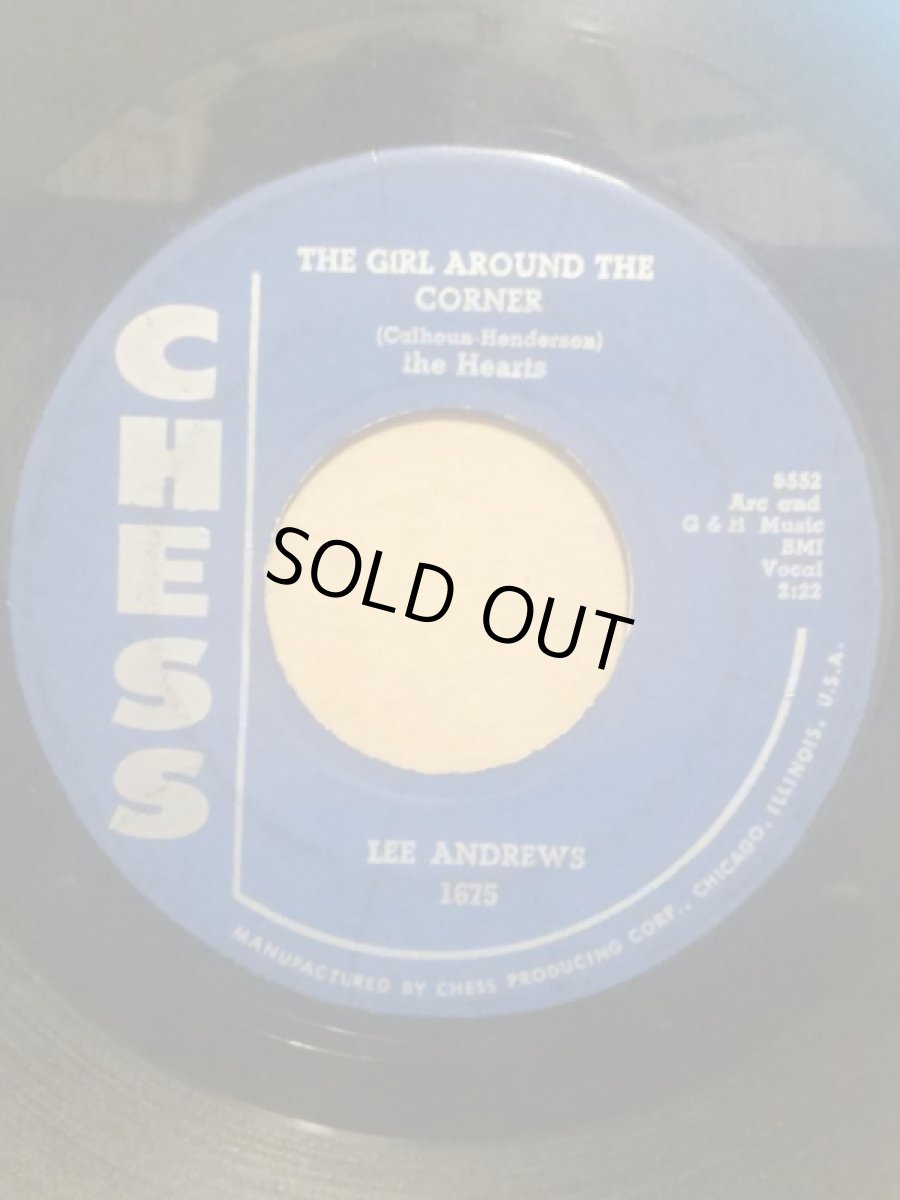 THE GIRL AROUND THE
CORNER
(Calhoun-Henderson)
the Hearts
CHESS
8552
Arc and
G & H Music
BMI
Vocal
2:22
SOLD OUT
LEE ANDREWS
1675
MANUFACTURED BY CHESS PRODUCING CORP., CHICAGO, ILLINOIS, U.S.A.